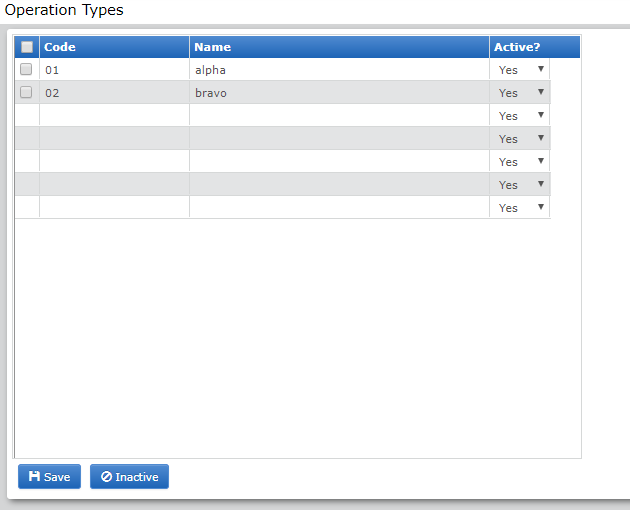 Operation Types
Code Name Active?
01 alpha Yes
02 bravo Yes
Yes
Yes
Yes
Yes
Yes
Save Inactive